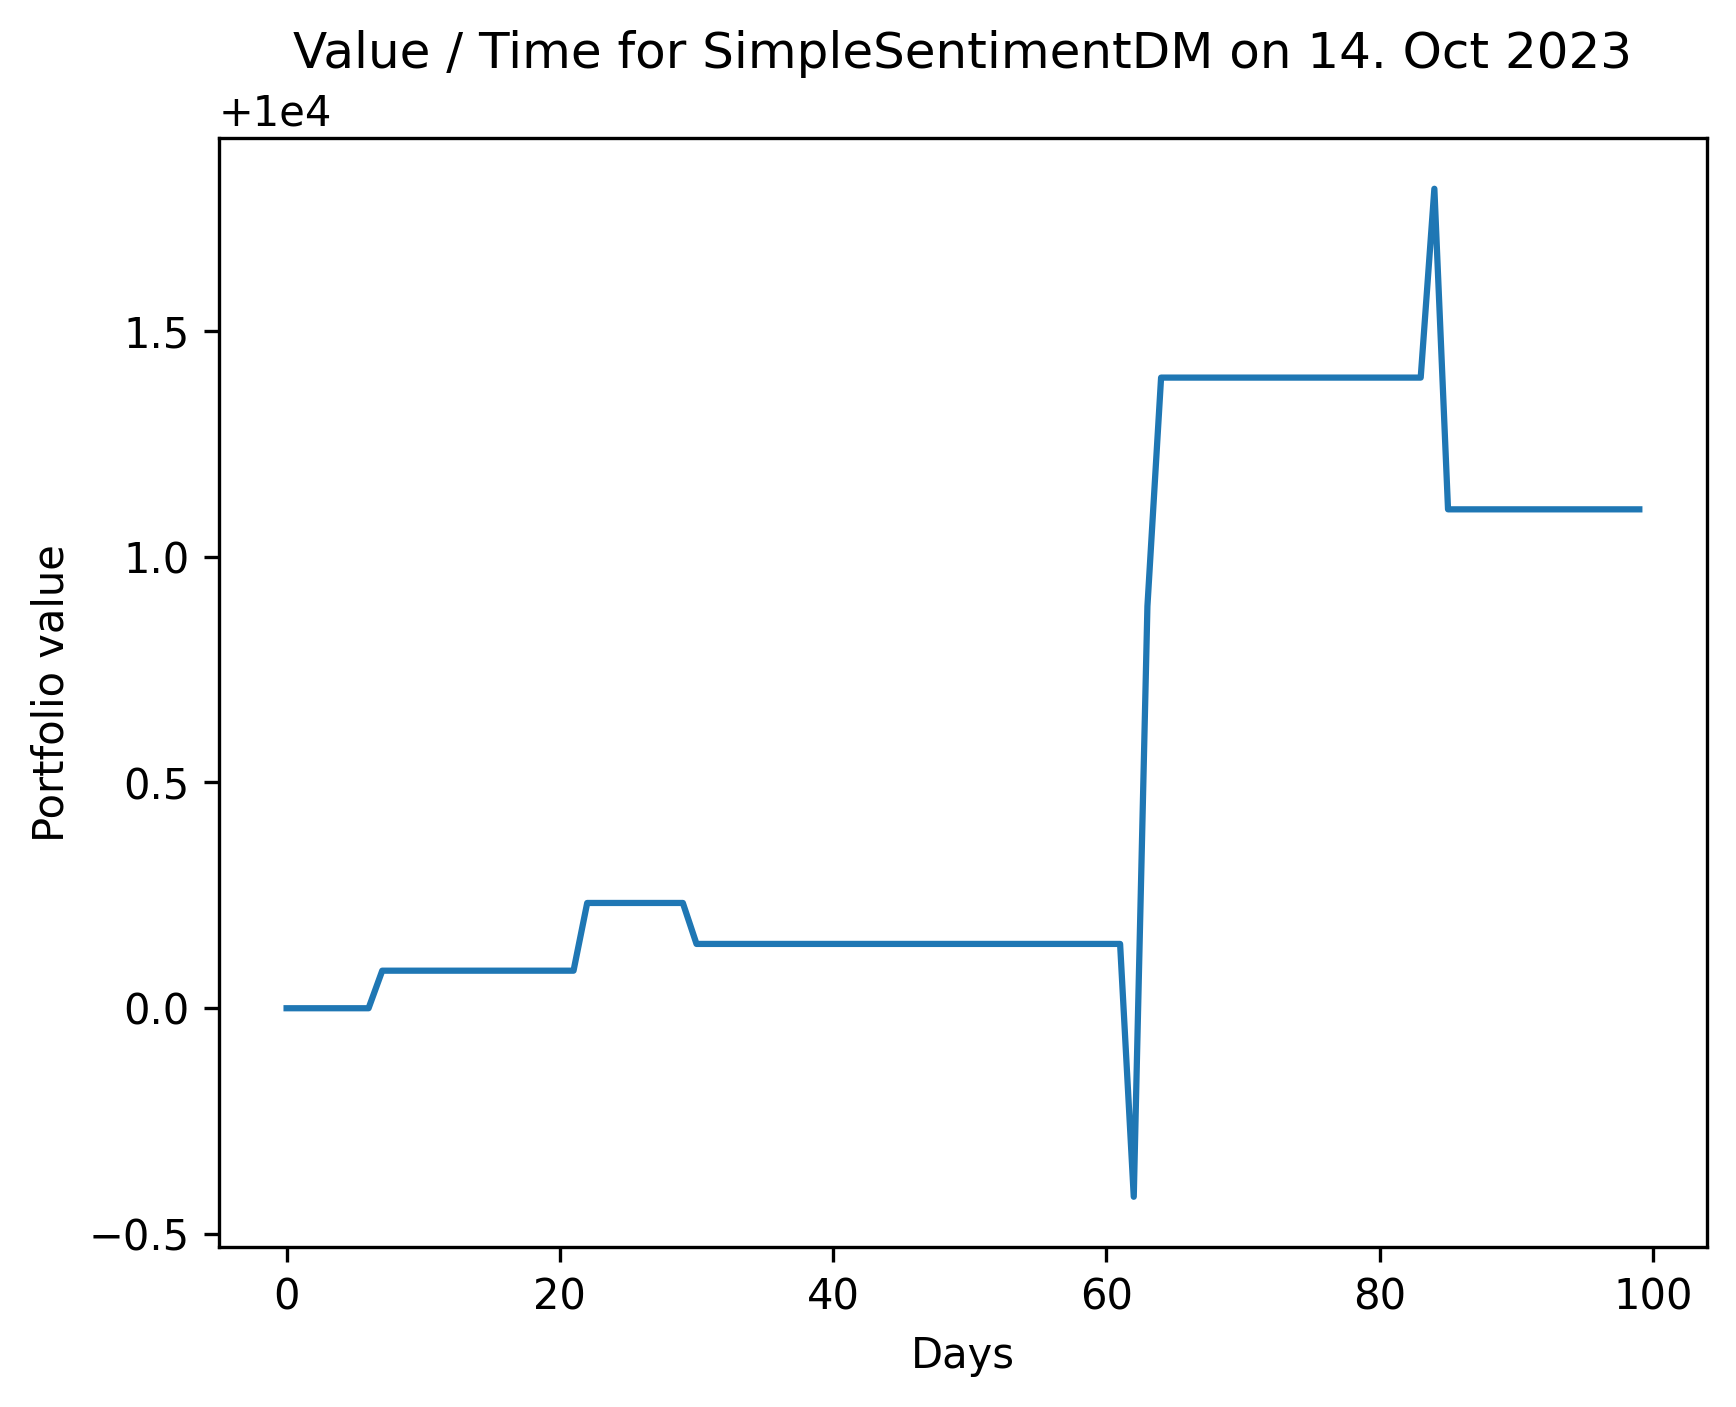 Value / Time for SimpleSentimentDM on 14. Oct 2023
+1e4
1.5
1.0
0.5
0.0
−0.5
Portfolio value
0 20 40 60 80 100
Days